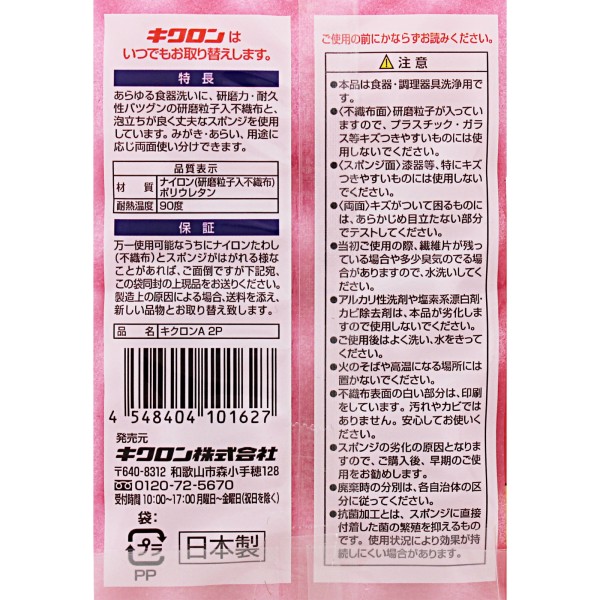 キクロンは
いつでもお取り替えします。
特長
あらゆる食器洗いに、研磨力・耐久
性バツグンの研磨粒子入不織布と、
泡立ちが良く丈夫なスポンジを使用
しています。みがき・あらい、用途に
応じ両面使い分けできます。
品質表示
材質 ナイロン(研磨粒子入不織布)
ポリウレタン
耐熱温度 90度
保証
万一使用可能なうちにナイロンたわし
(不織布)とスポンジがはがれる様な
ことがあれば、ご面倒ですが下記宛、
この袋同封の上現品をお送りください。
製造上の原因による場合、送料を添え、
新しい品物とお取り替え致します。
品名 キクロンA 2P
4 548404 101627
発売元
キクロン株式会社
〒640-8312 和歌山市森小手穂128
0120-72-5670
受付時間 10:00〜17:00 月曜日〜金曜日(祝日を除く)
袋:
プラ
PP
日本製
ご使用の前にかならずお読みください。
注意
●本品は食器・調理器具洗浄用で
す。
●〈不織布面〉研磨粒子が入ってい
ますので、プラスチック・ガラ
ス等キズつきやすいものには使
用しないでください。
●〈スポンジ面〉漆器等、特にキズ
つきやすいものには使用しない
でください。
●〈両面〉キズがついて困るものに
は、あらかじめ目立たない部分
でテストしてください。
●当初ご使用の際、繊維片が残っ
ている場合や多少臭気のでる場
合がありますので、水洗いしてく
ださい。
●アルカリ性洗剤や塩素系漂白剤・
カビ除去剤は、本品が劣化しま
すので使用しないでください。
●ご使用後はよく洗い、水をきって
ください。
●火のそばや高温になる場所には
置かないでください。
●不織布表面の白い部分は、印刷
をしています。汚れやカビでは
ありません。安心してお使いく
ださい。
●スポンジの劣化の原因となりま
すので、ご購入後、早期のご使
用をお勧めします。
●廃棄時の分別は、各自治体の区
分に従ってください。
●抗菌加工とは、スポンジに直接
付着した菌の繁殖を抑えるもので
す。使用状況により効果が持
続しにくい場合があります。